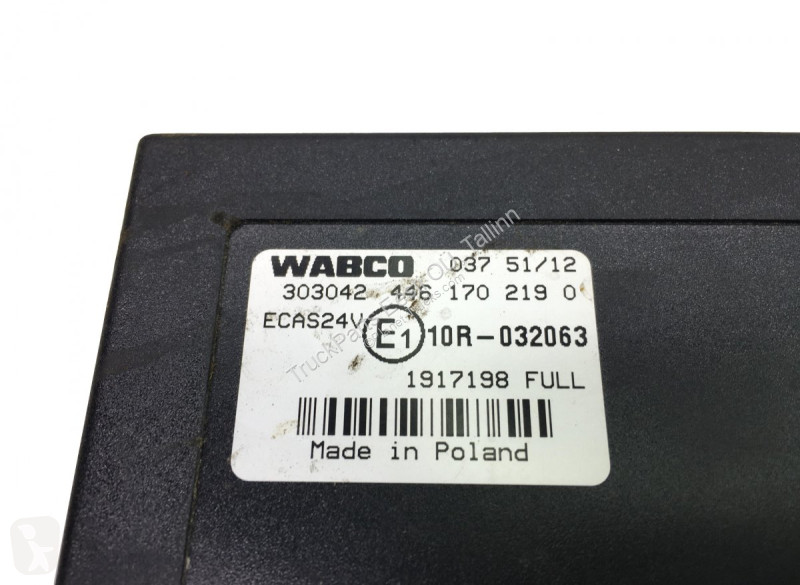 WABCO 037 51/12
303042 446 170 219 0
ECAS24V E1 10R-032063
1917198 FULL
Made in Poland